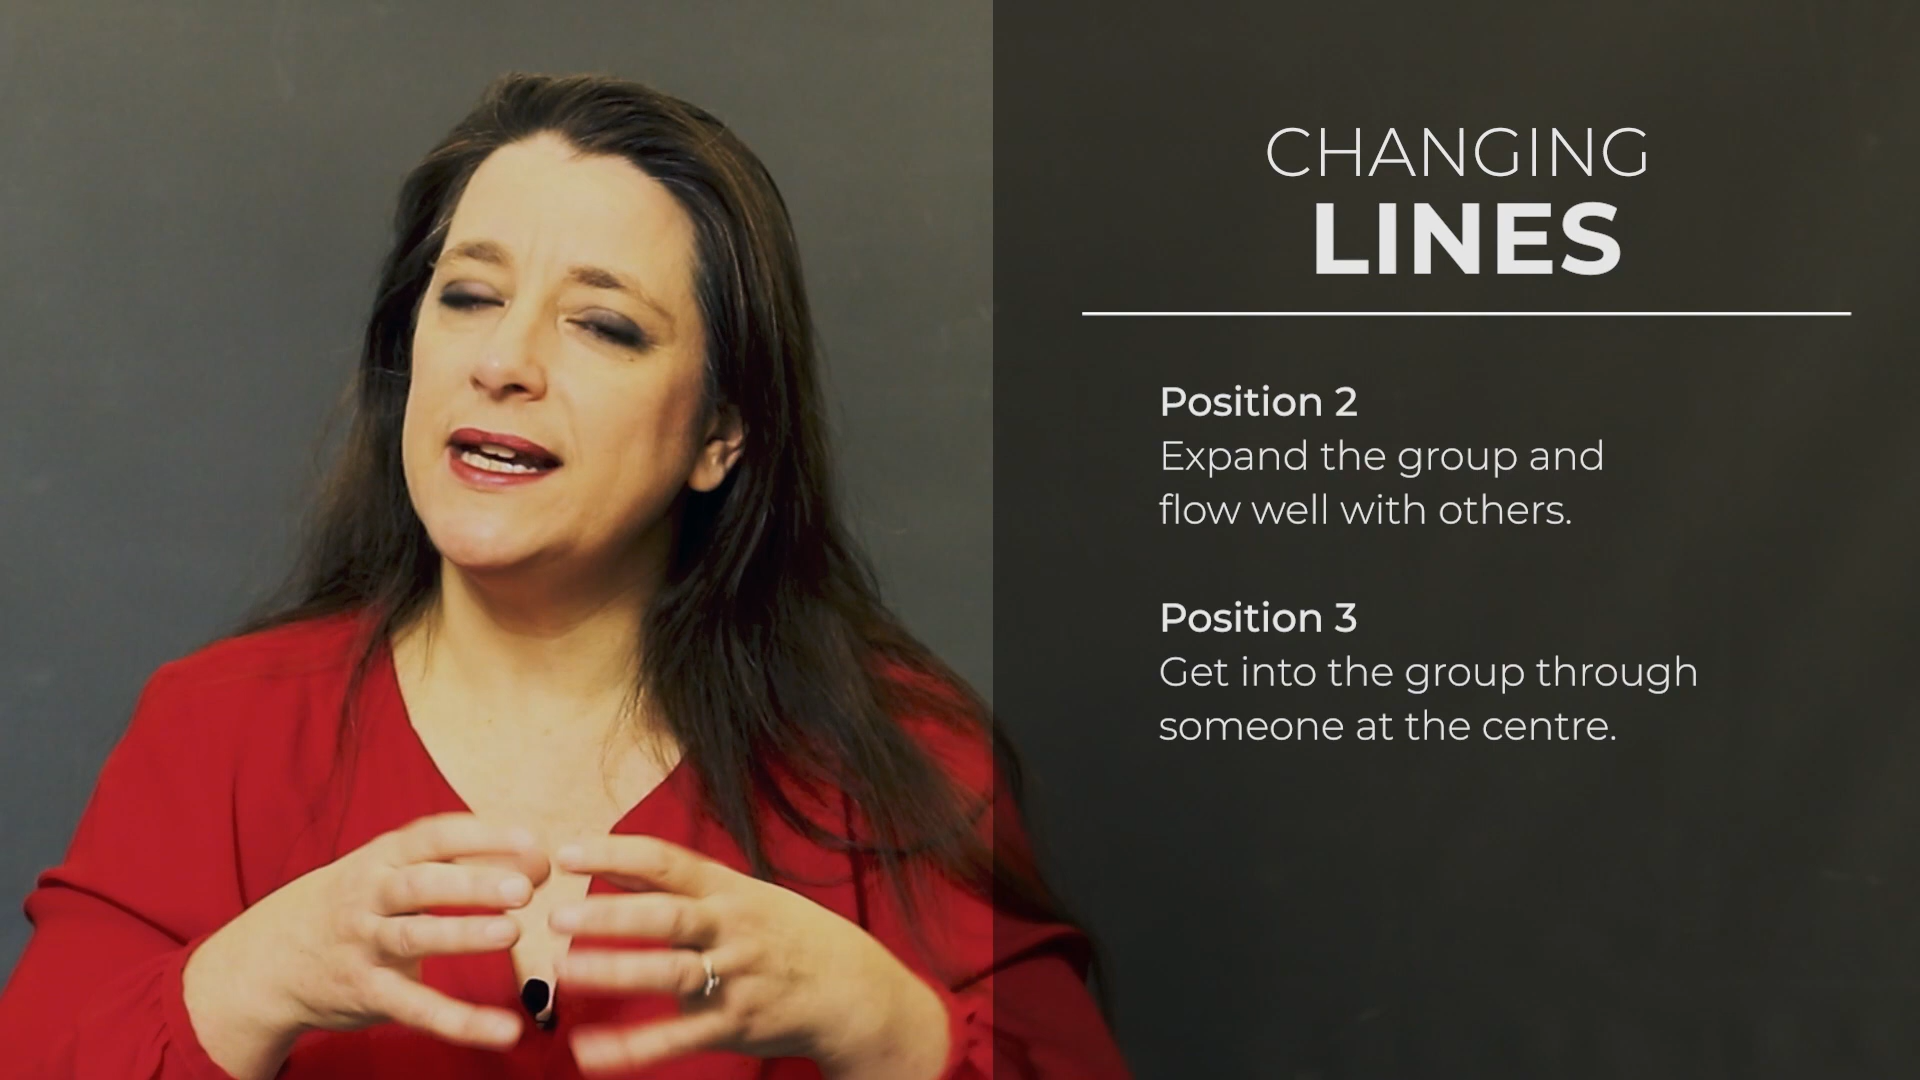 CHANGING
LINES
Position 2
Expand the group and
flow well with others.
Position 3
Get into the group through
someone at the centre.